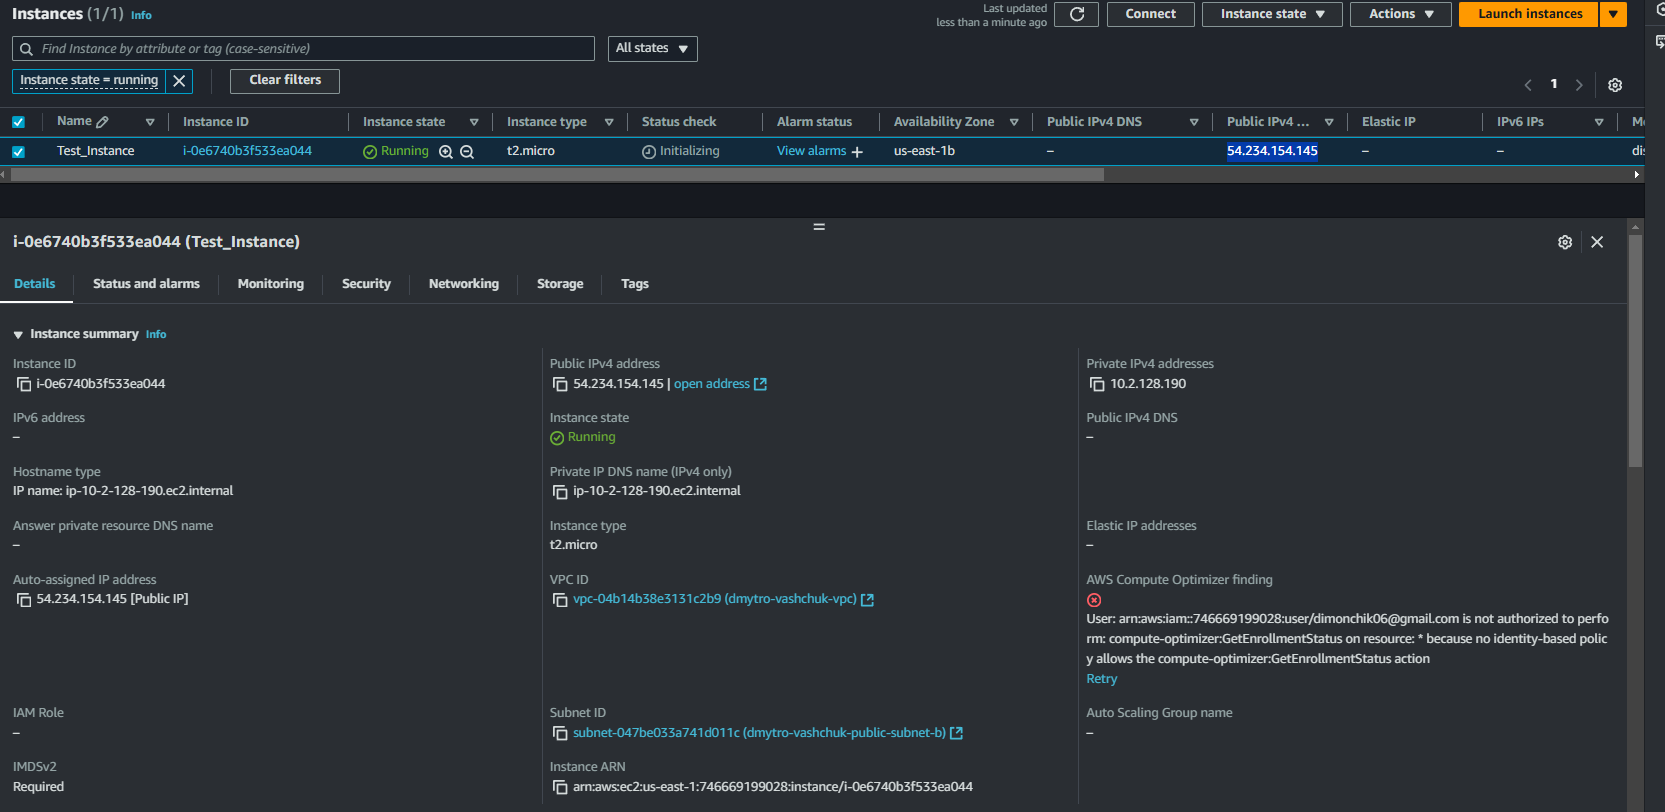 Instances (1/1) Info
Last updated
less than a minute ago
Connect
Instance state
Actions
Launch instances
Find Instance by attribute or tag (case-sensitive)
All states
Instance state = running
Clear filters
1
Name
Instance ID
Instance state
Instance type
Status check
Alarm status
Availability Zone
Public IPv4 DNS
Public IPv4 ...
Elastic IP
IPv6 IPs
Test_Instance
i-0e6740b3f533ea044
Running
t2.micro
Initializing
View alarms +
us-east-1b
–
54.234.154.145
–
–
i-0e6740b3f533ea044 (Test_Instance)
Details
Status and alarms
Monitoring
Security
Networking
Storage
Tags
Instance summary Info
Instance ID
i-0e6740b3f533ea044
Public IPv4 address
54.234.154.145 | open address
Private IPv4 addresses
10.2.128.190
IPv6 address
–
Instance state
Running
Public IPv4 DNS
–
Hostname type
IP name: ip-10-2-128-190.ec2.internal
Private IP DNS name (IPv4 only)
ip-10-2-128-190.ec2.internal
Answer private resource DNS name
–
Instance type
t2.micro
Elastic IP addresses
–
Auto-assigned IP address
54.234.154.145 [Public IP]
VPC ID
vpc-04b14b38e3131c2b9 (dmytro-vashchuk-vpc)
AWS Compute Optimizer finding
User: arn:aws:iam::746669199028:user/dimonchik06@gmail.com is not authorized to perfo
rm: compute-optimizer:GetEnrollmentStatus on resource: * because no identity-based polic
y allows the compute-optimizer:GetEnrollmentStatus action
Retry
IAM Role
–
Subnet ID
subnet-047be033a741d011c (dmytro-vashchuk-public-subnet-b)
Auto Scaling Group name
–
IMDSv2
Required
Instance ARN
arn:aws:ec2:us-east-1:746669199028:instance/i-0e6740b3f533ea044